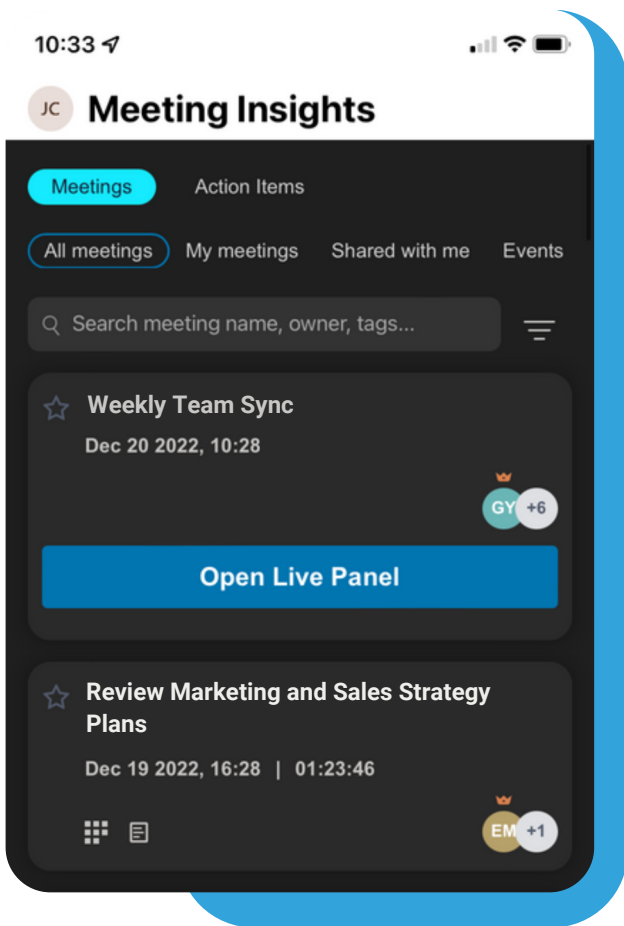 10:33
JC Meeting Insights
Meetings Action Items
All meetings My meetings Shared with me Events
Search meeting name, owner, tags...
Weekly Team Sync
Dec 20 2022, 10:28
GY +6
Open Live Panel
Review Marketing and Sales Strategy
Plans
Dec 19 2022, 16:28 | 01:23:46
EM +1